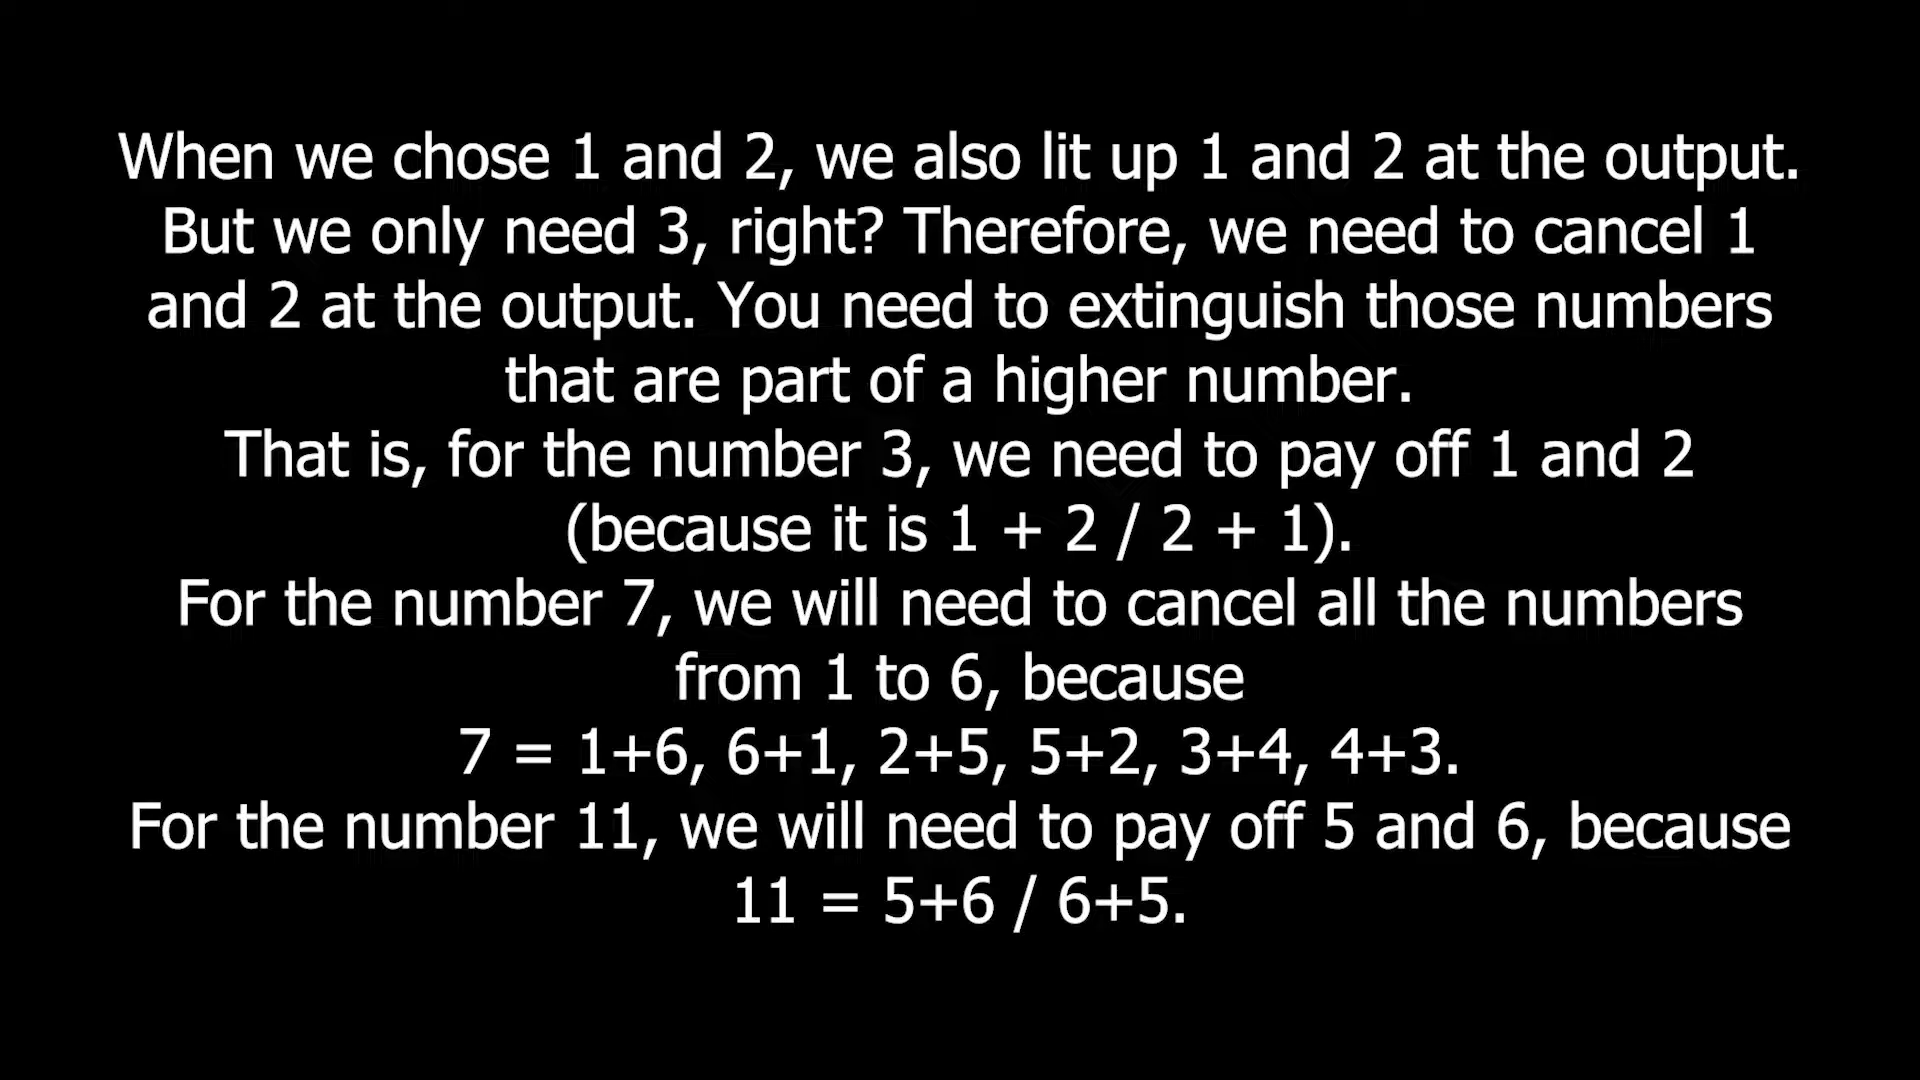 When we chose 1 and 2, we also lit up 1 and 2 at the output.
But we only need 3, right? Therefore, we need to cancel 1
and 2 at the output. You need to extinguish those numbers
that are part of a higher number.
That is, for the number 3, we need to pay off 1 and 2
(because it is 1 + 2 / 2 + 1).
For the number 7, we will need to cancel all the numbers
from 1 to 6, because
7 = 1+6, 6+1, 2+5, 5+2, 3+4, 4+3.
For the number 11, we will need to pay off 5 and 6, because
11 = 5+6 / 6+5.